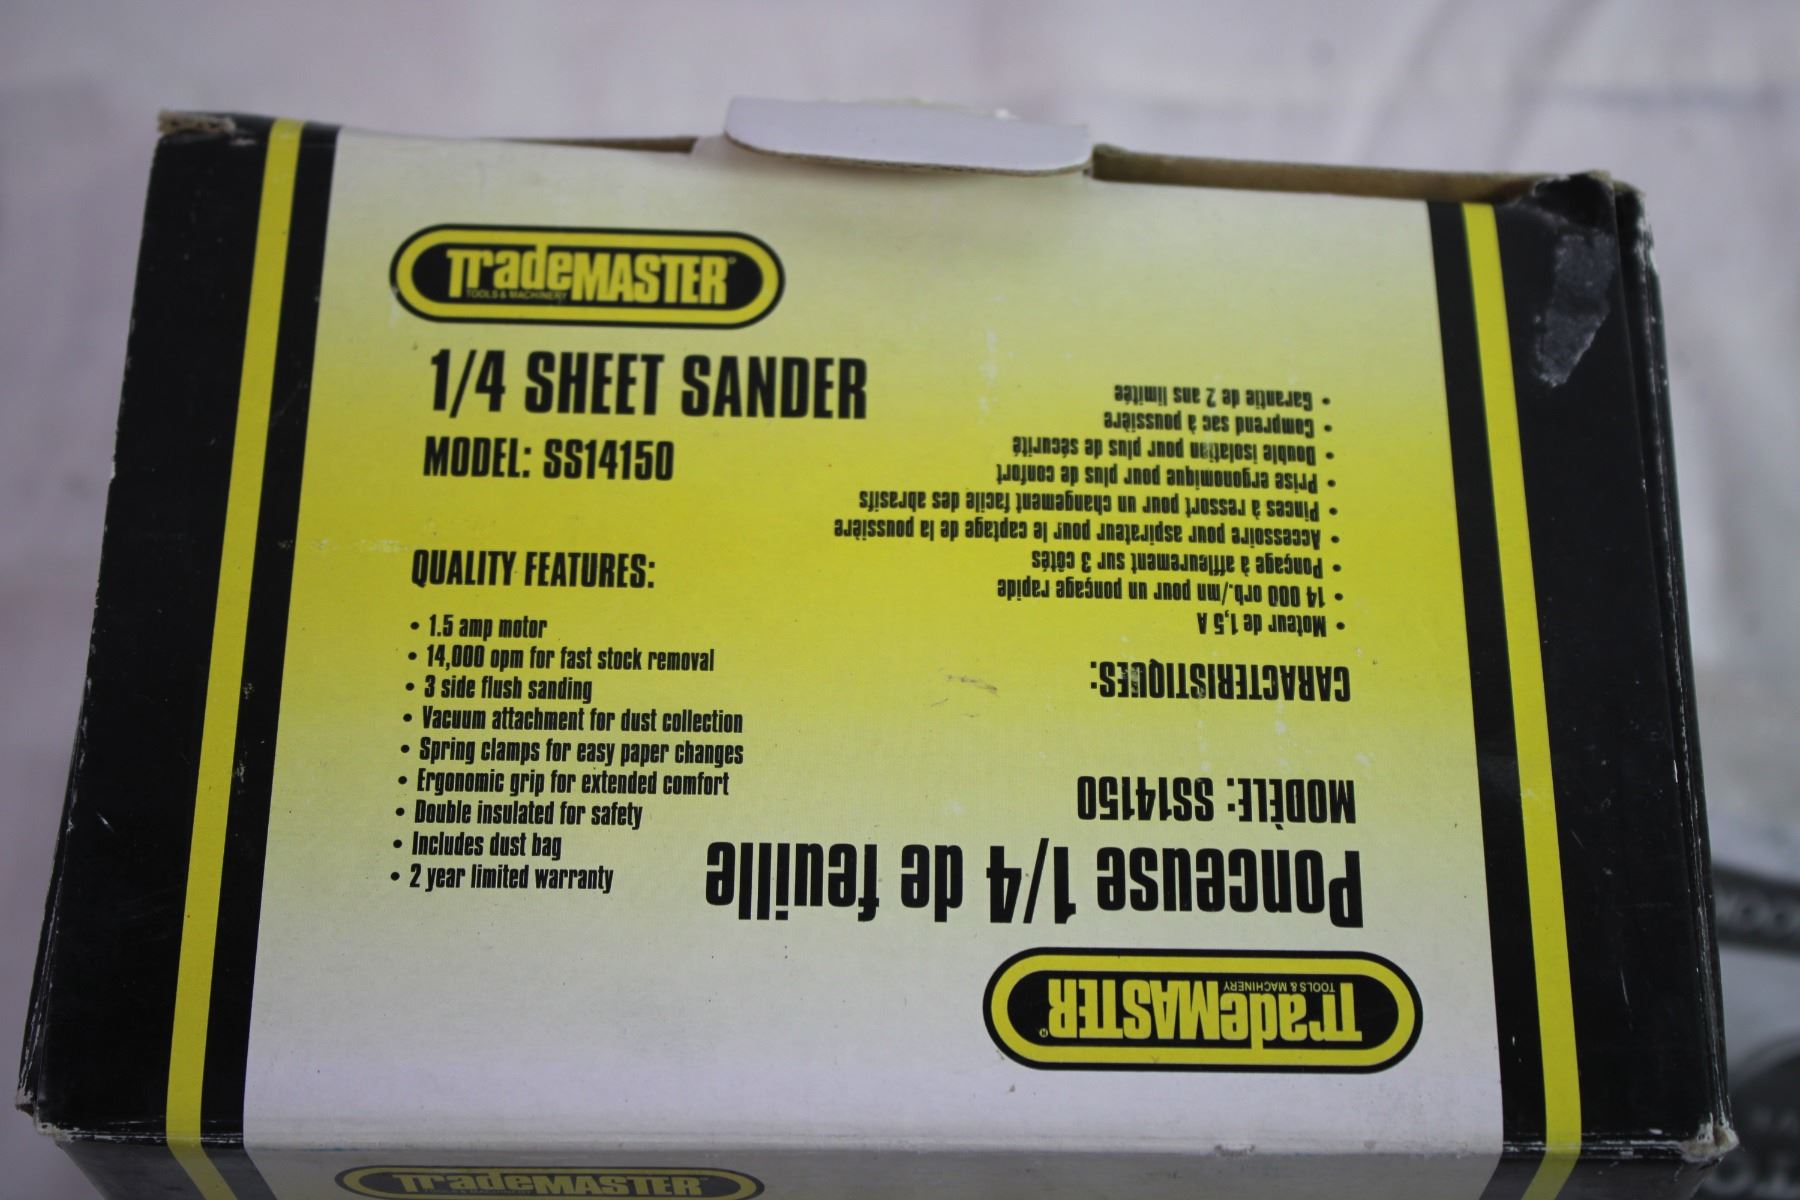 TradeMASTER
TOOLS & MACHINERY
1/4 SHEET SANDER
MODEL: SS14150
QUALITY FEATURES:
• 1.5 amp motor
• 14,000 opm for fast stock removal
• 3 side flush sanding
• Vacuum attachment for dust collection
• Spring clamps for easy paper changes
• Ergonomic grip for extended comfort
• Double insulated for safety
• Includes dust bag
• 2 year limited warranty
TradeMASTER®
TOOLS & MACHINERY
Ponceuse 1/4 de feuille
MODÈLE: SS14150
CARACTERISTIQUES:
• Moteur de 1,5 A
• 14 000 orb./mn pour un ponçage rapide
• Ponçage à affleurement sur 3 côtés
• Accessoire pour aspirateur pour le captage de la poussière
• Pinces à ressort pour un changement facile des abrasifs
• Prise ergonomique pour plus de confort
• Double isolation pour plus de sécurité
• Comprend sac à poussière
• Garantie de 2 ans limitée
TradeMASTER